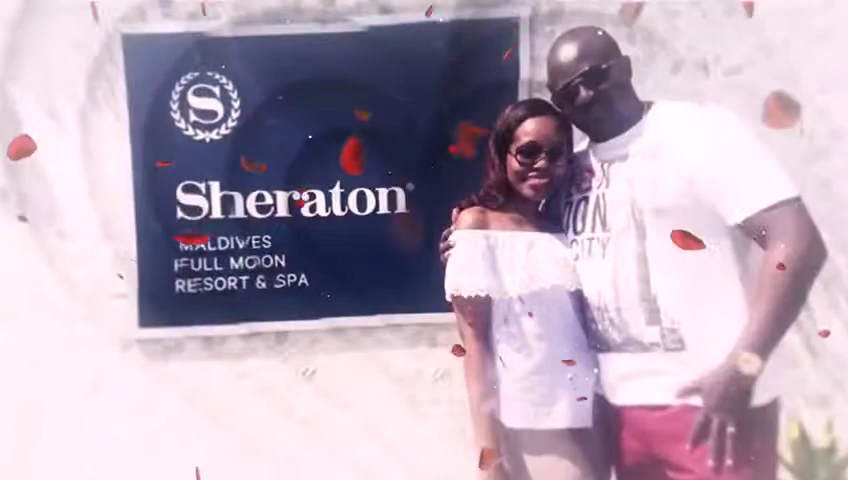 S
Sheraton®
MALDIVES
FULL MOON
RESORT & SPA
CITY